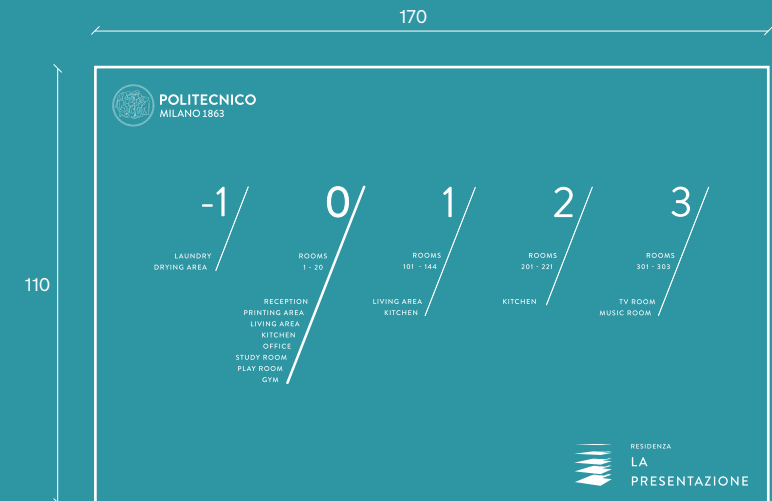 170
110
POLITECNICO
MILANO 1863
-1
LAUNDRY
DRYING AREA
0
ROOMS
1 - 20
RECEPTION
PRINTING AREA
LIVING AREA
KITCHEN
OFFICE
STUDY ROOM
PLAY ROOM
GYM
1
ROOMS
101 - 144
LIVING AREA
KITCHEN
2
ROOMS
201 - 221
KITCHEN
3
ROOMS
301 - 303
TV ROOM
MUSIC ROOM
RESIDENZA
LA
PRESENTAZIONE